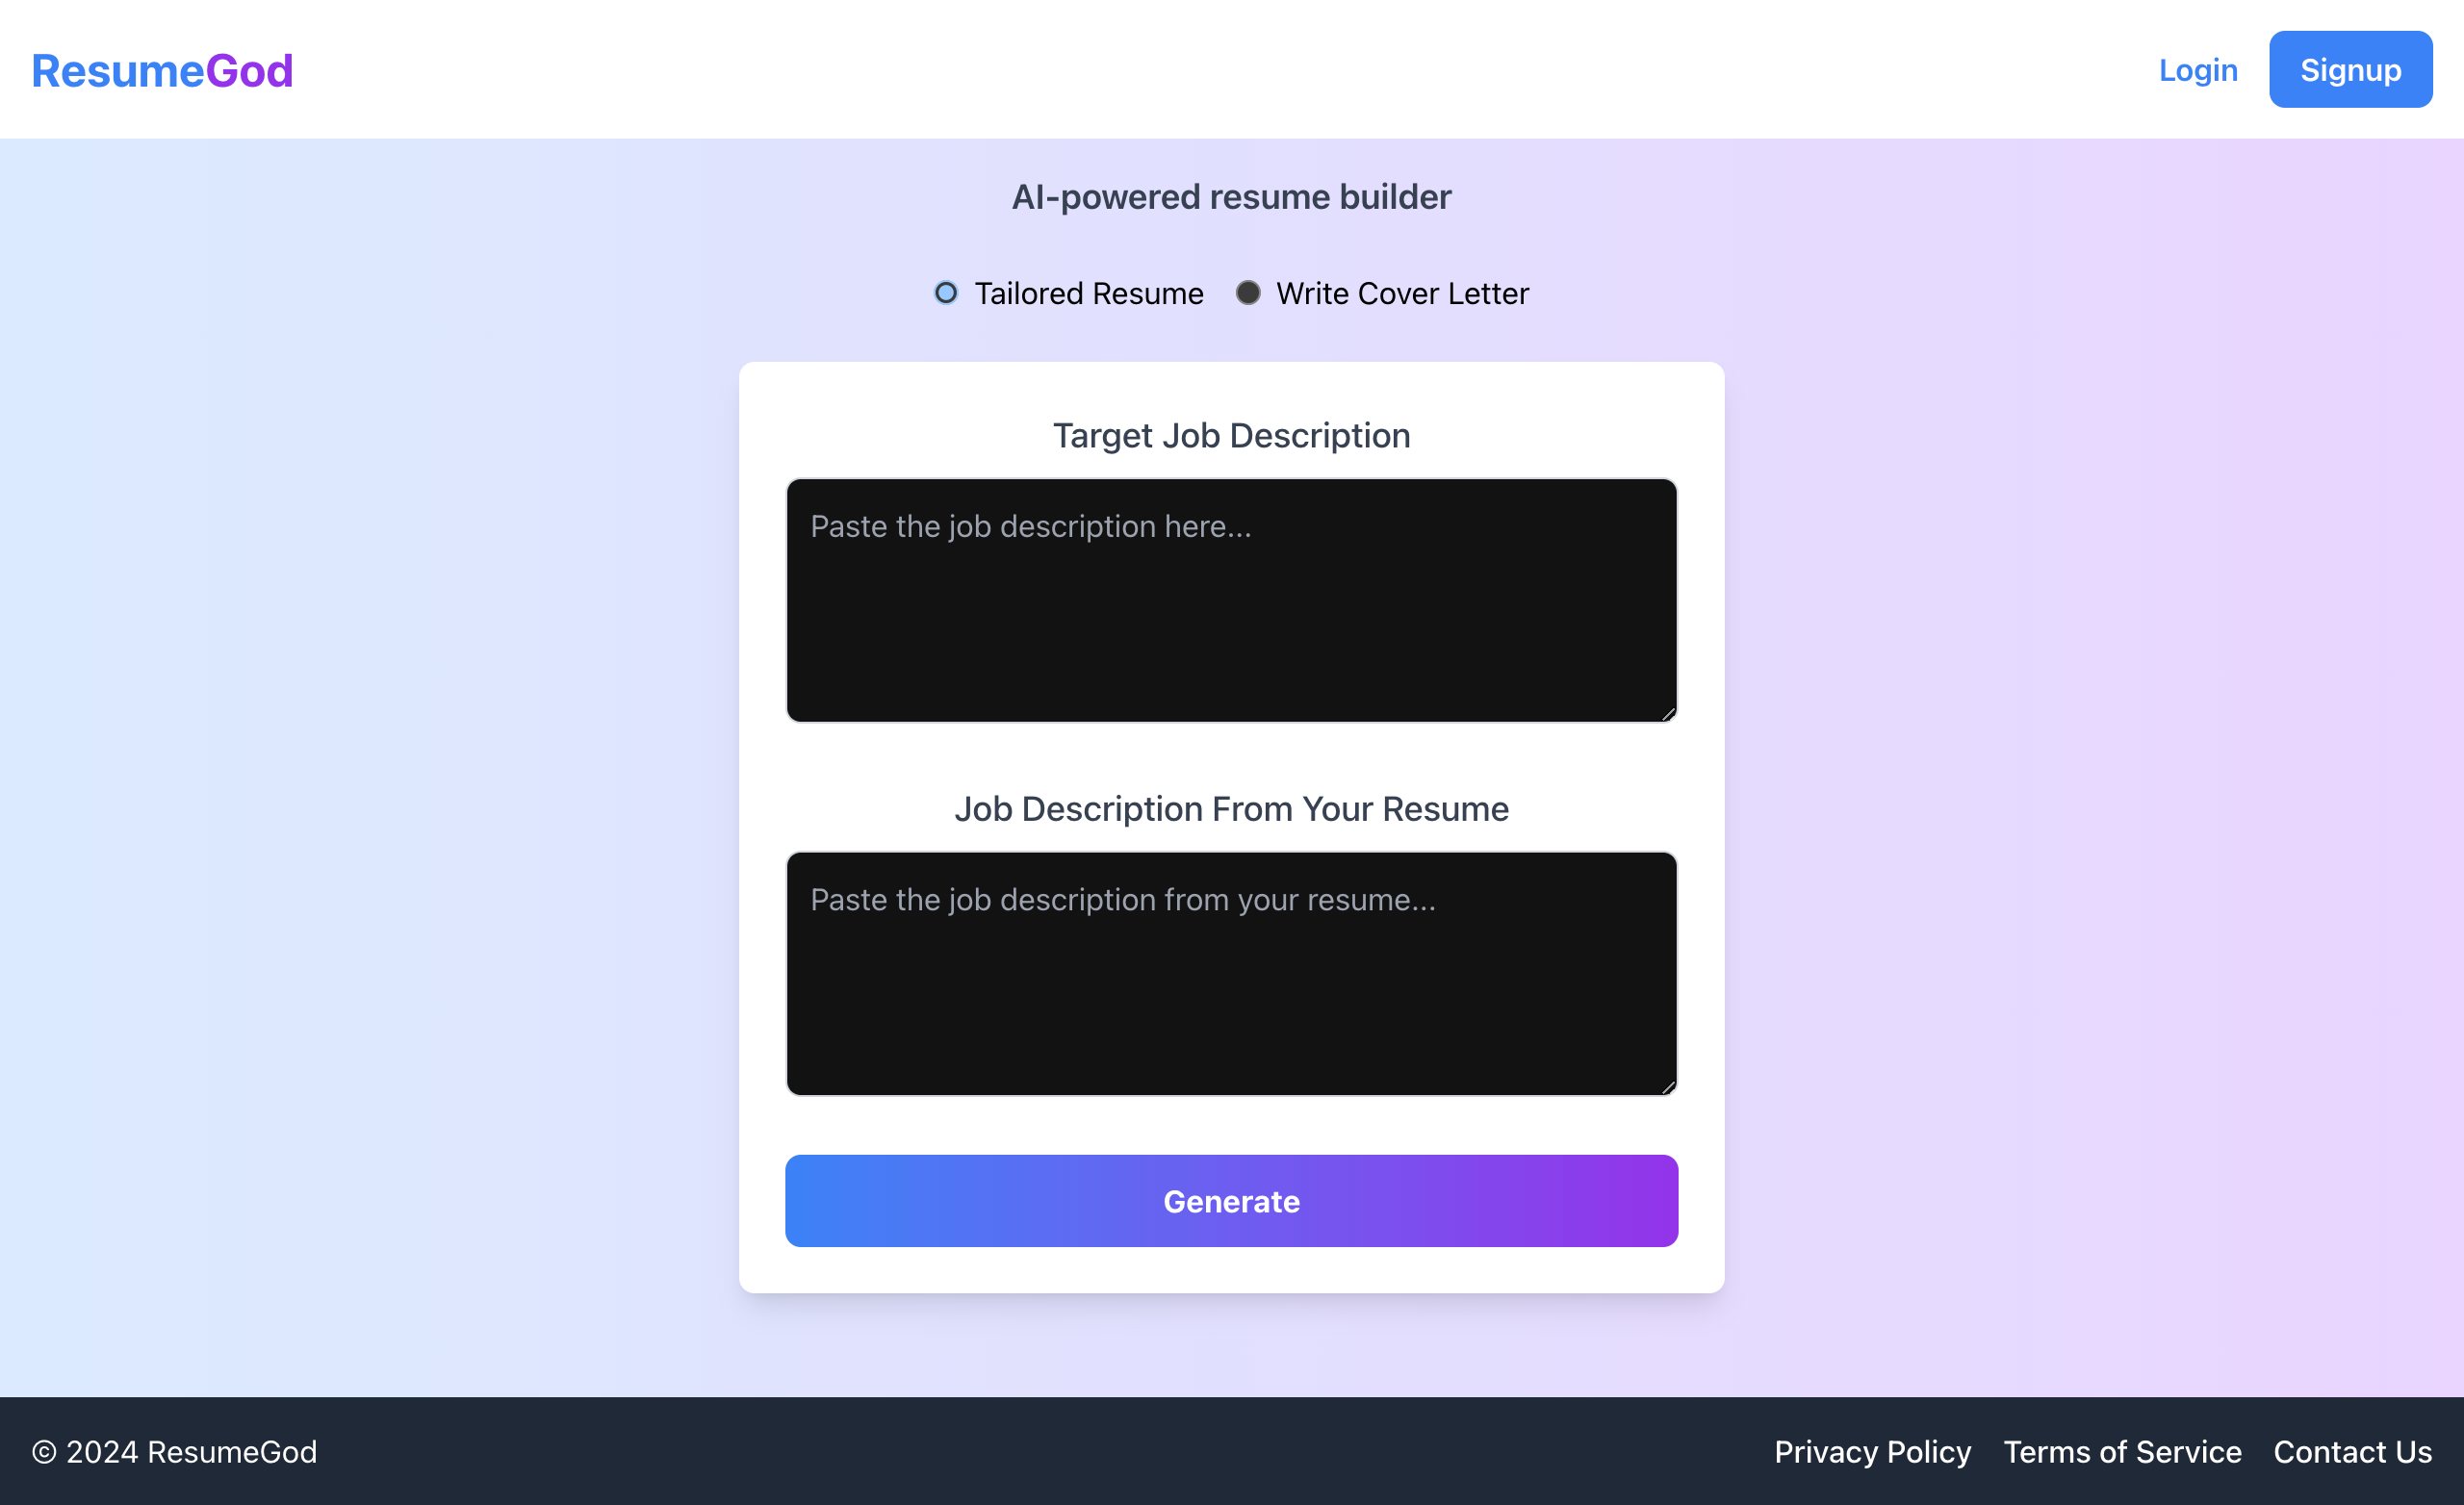 ResumeGod
Login
Signup
AI-powered resume builder
Tailored Resume
Write Cover Letter
Target Job Description
Paste the job description here...
Job Description From Your Resume
Paste the job description from your resume...
Generate
© 2024 ResumeGod
Privacy Policy
Terms of Service
Contact Us